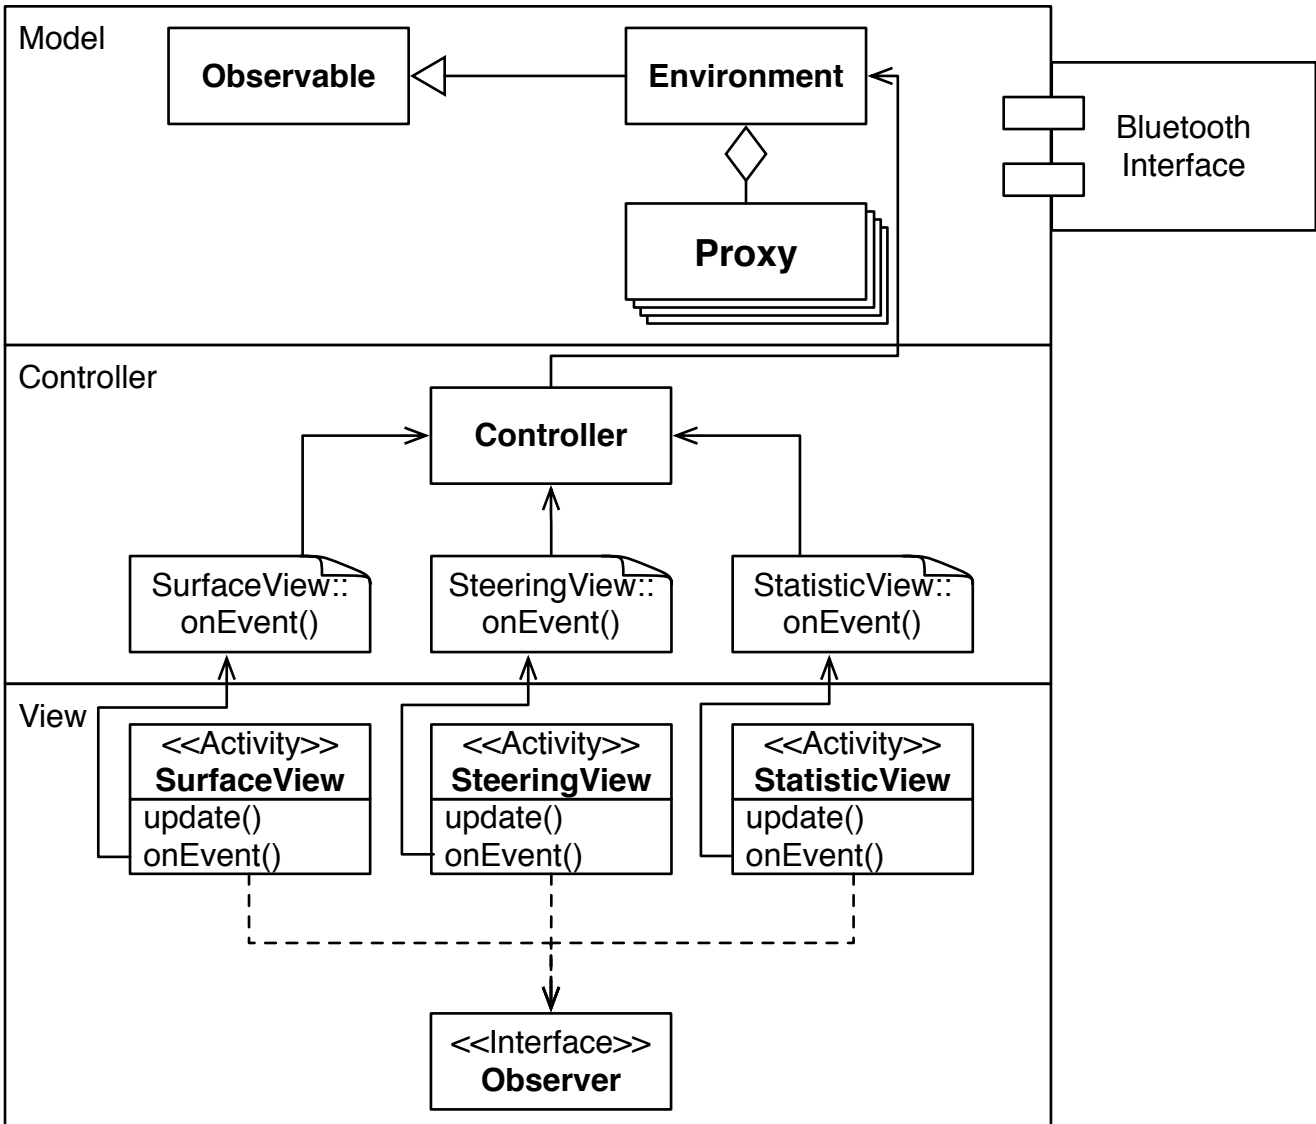 Model
Observable
Environment
Bluetooth
Interface
Proxy
Controller
Controller
SurfaceView::
onEvent()
SteeringView::
onEvent()
StatisticView::
onEvent()
View
<<Activity>>
SurfaceView
update()
onEvent()
<<Activity>>
SteeringView
update()
onEvent()
<<Activity>>
StatisticView
update()
onEvent()
<<Interface>>
Observer